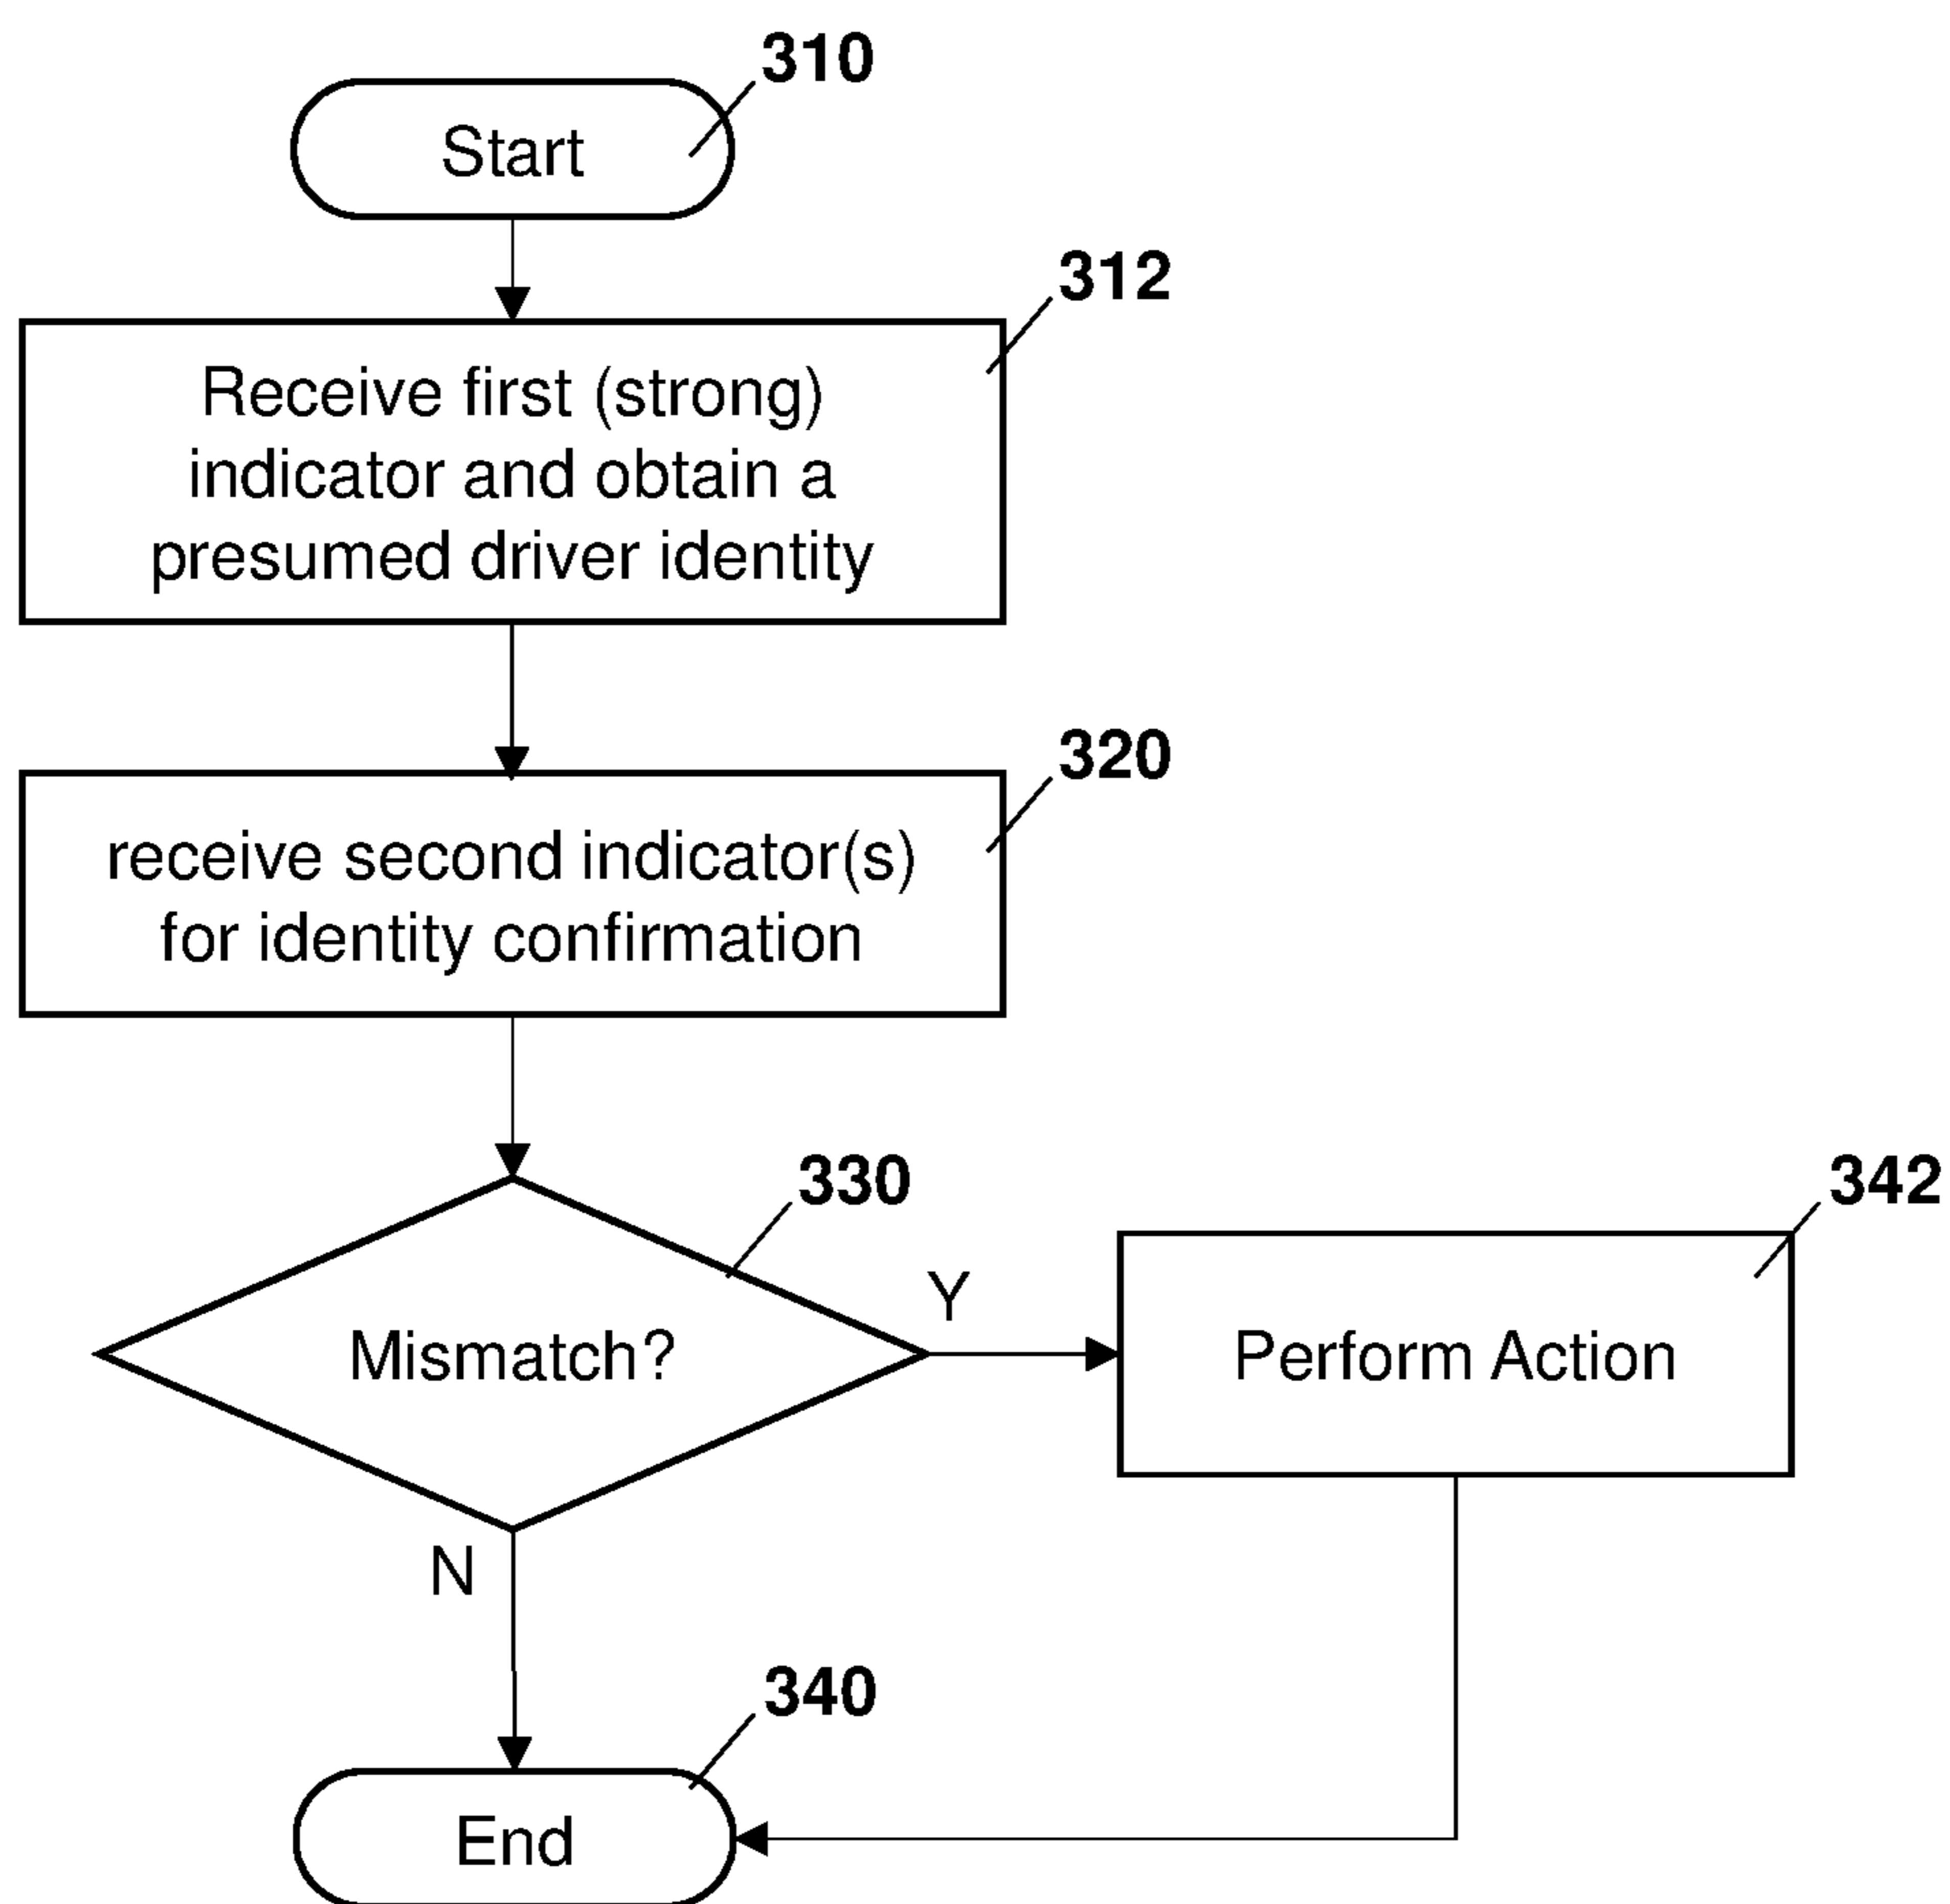 310
Start
312
Receive first (strong)
indicator and obtain a
presumed driver identity
320
receive second indicator(s)
for identity confirmation
330
342
Y
Mismatch?
Perform Action
N
340
End